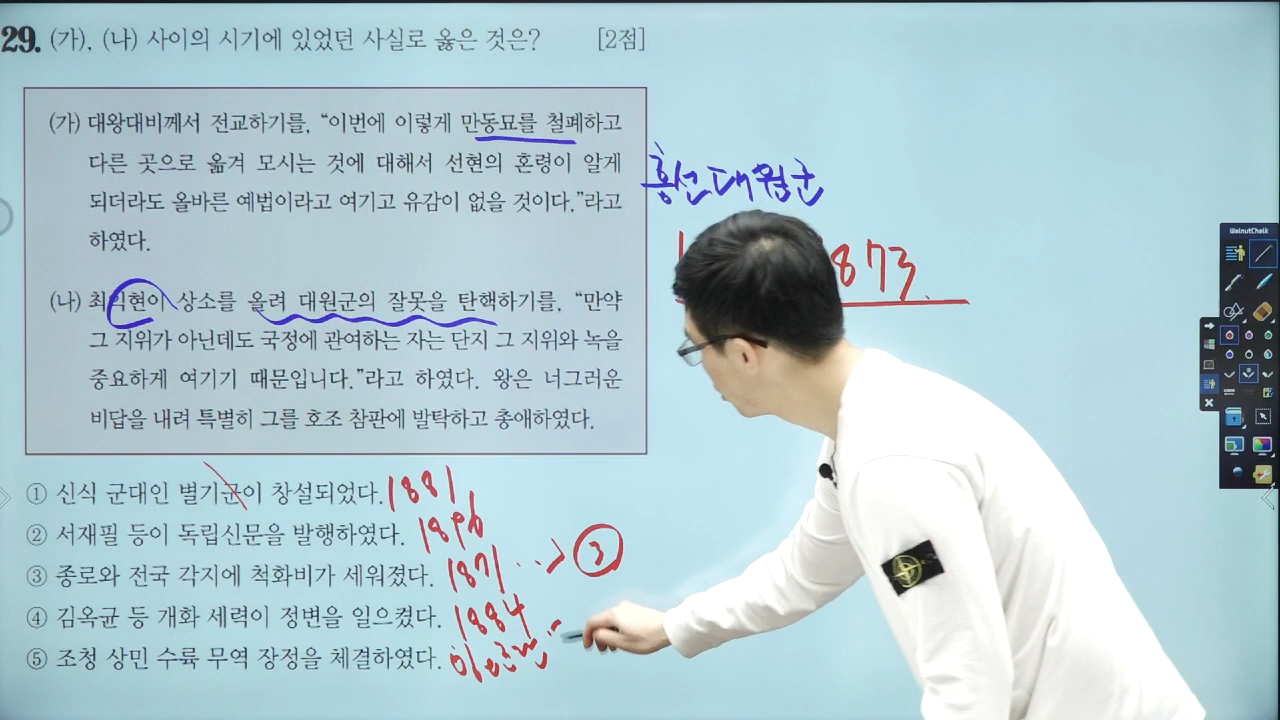 29. (가), (나) 사이의 시기에 있었던 사실로 옳은 것은? [2점]
(가) 대왕대비께서 전교하기를, “이번에 이렇게 만동묘를 철폐하고
다른 곳으로 옮겨 모시는 것에 대해서 선현의 혼령이 알게
되더라도 올바른 예법이라고 여기고 유감이 없을 것이다.”라고
하였다.
흥선대원군
873.
(나) 최익현이 상소를 올려 대원군의 잘못을 탄핵하기를, “만약
그 지위가 아닌데도 국정에 관여하는 자는 단지 그 지위와 녹을
중요하게 여기기 때문입니다.”라고 하였다. 왕은 너그러운
비답을 내려 특별히 그를 호조 참판에 발탁하고 총애하였다.
① 신식 군대인 별기군이 창설되었다. 1881
② 서재필 등이 독립신문을 발행하였다. 1896
③ 종로와 전국 각지에 척화비가 세워졌다. 1871 ③
④ 김옥균 등 개화 세력이 정변을 일으켰다. 1884
⑤ 조청 상민 수륙 무역 장정을 체결하였다.
WalnutChalk